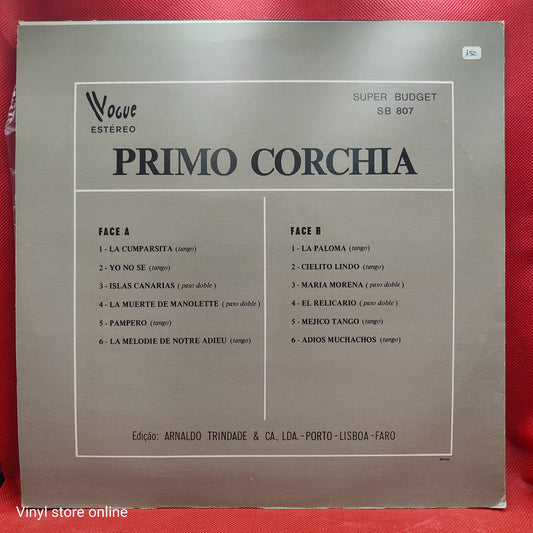 150
Vogue
ESTÉREO
SUPER BUDGET
SB 807
PRIMO CORCHIA
FACE A
1 - LA CUMPARSITA (tango)
2 - YO NO SE (tango)
3 - ISLAS CANARIAS ( paso doble )
4 - LA MUERTE DE MANOLETTE ( paso doble )
5 - PAMPERO (tango)
6 - LA MÉLODIE DE NOTRE ADIEU (tango)
FACE B
1 - LA PALOMA (tango)
2 - CIELITO LINDO (tango)
3 - MARIA MORENA ( paso doble )
4 - EL RELICARIO ( paso doble )
5 - MEJICO TANGO (tango)
6 - ADIOS MUCHACHOS (tango)
Edição: ARNALDO TRINDADE & CA., LDA. - PORTO - LISBOA - FARO
Vinyl store online